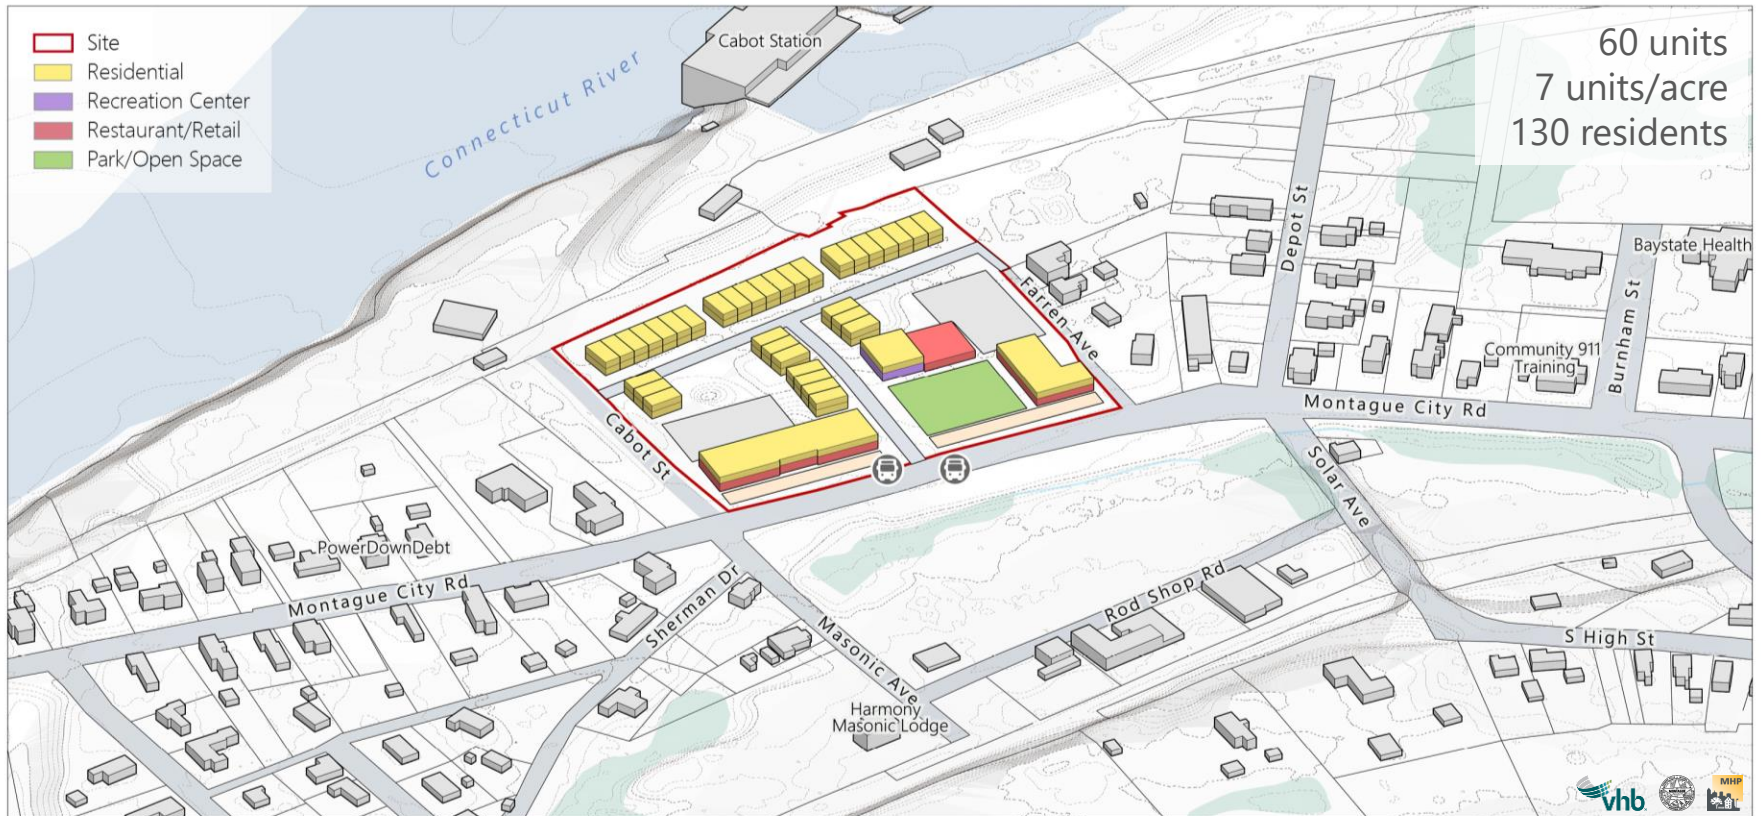 Site
Residential
Recreation Center
Restaurant/Retail
Park/Open Space
60 units
7 units/acre
130 residents
Cabot Station
Connecticut River
Depot St
Baystate Health
Farren Ave
Burnham St
Community 911
Training
Montague City Rd
Cabot St
Solar Ave
PowerDownDebt
Montague City Rd
Sherman Dr
Rod Shop Rd
Masonic Ave
S High St
Harmony
Masonic Lodge
vhb
MHP